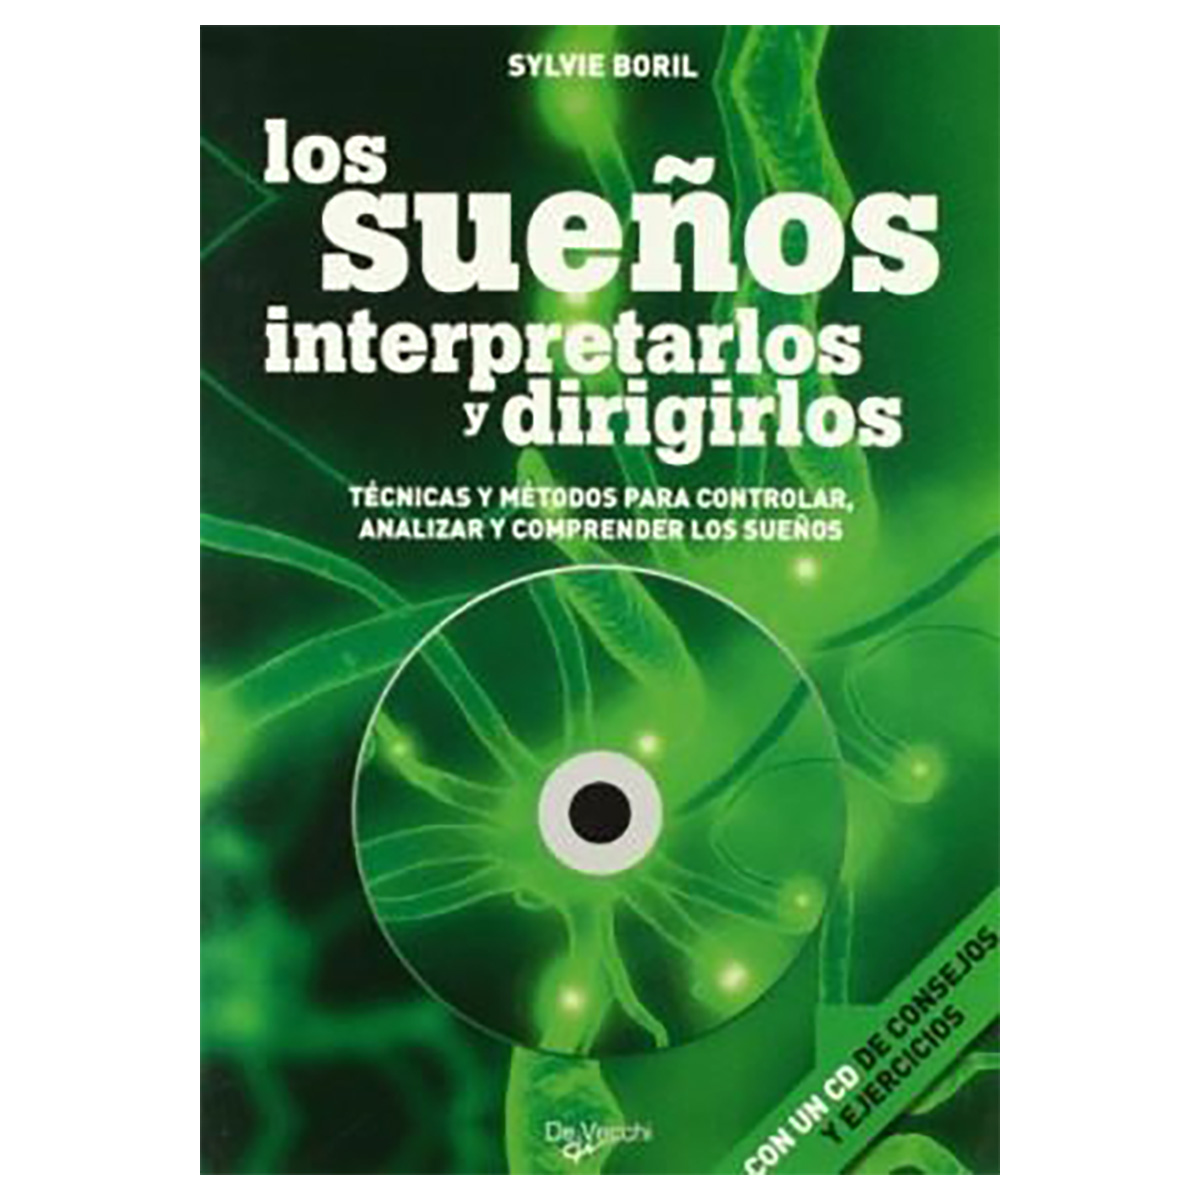 SYLVIE BORIL
los
sueños
interpretarlos
y dirigirlos
TÉCNICAS Y MÉTODOS PARA CONTROLAR,
ANALIZAR Y COMPRENDER LOS SUEÑOS
CON UN CD DE CONSEJOS
Y EJERCICIOS
De Vecchi